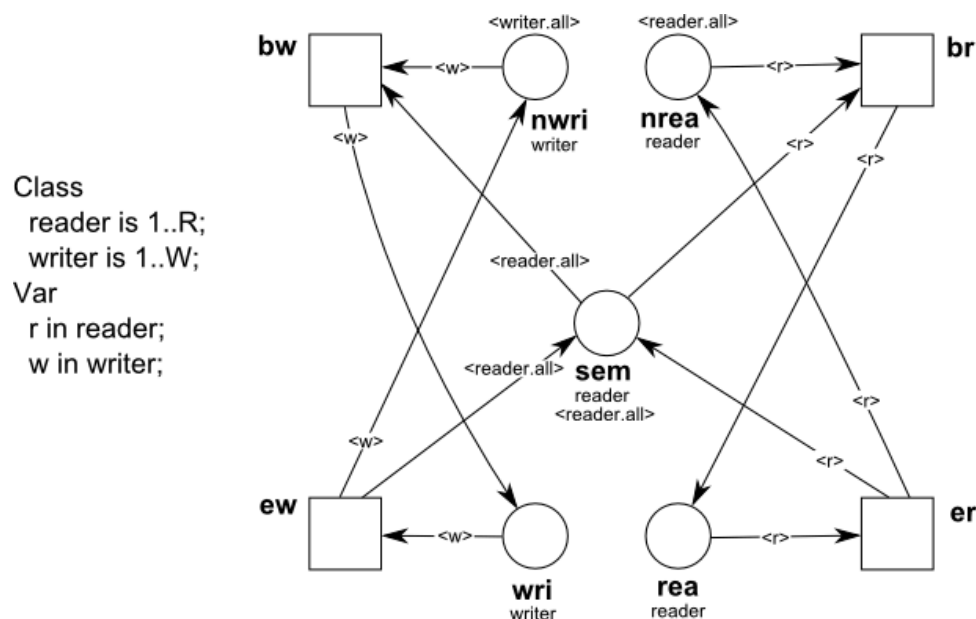 <writer.all>
<reader.all>
bw
<w>
<r>
br
nwri
writer
nrea
reader
<w>
<r>
<r>
Class
reader is 1..R;
writer is 1..W;
Var
r in reader;
w in writer;
<reader.all>
<reader.all>
sem
reader
<reader.all>
<r>
<w>
<r>
ew
er
<w>
<r>
wri
writer
rea
reader